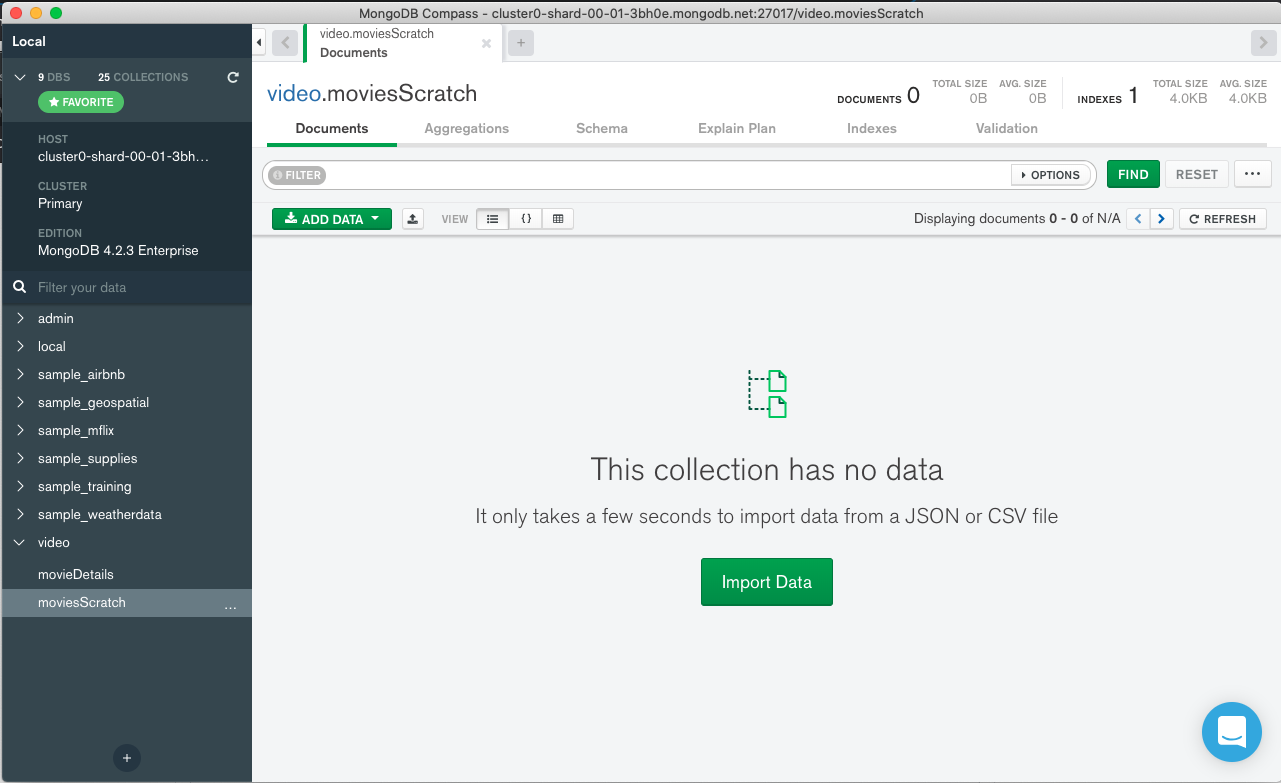 MongoDB Compass - cluster0-shard-00-01-3bh0e.mongodb.net:27017/video.moviesScratch
Local
9 DBS 25 COLLECTIONS
FAVORITE
HOST
cluster0-shard-00-01-3bh...
CLUSTER
Primary
EDITION
MongoDB 4.2.3 Enterprise
Filter your data
admin
local
sample_airbnb
sample_geospatial
sample_mflix
sample_supplies
sample_training
sample_weatherdata
video
movieDetails
moviesScratch ...
+
video.moviesScratch
Documents
+
video.moviesScratch
DOCUMENTS 0 TOTAL SIZE 0B AVG. SIZE 0B INDEXES 1 TOTAL SIZE 4.0KB AVG. SIZE 4.0KB
Documents Aggregations Schema Explain Plan Indexes Validation
FILTER OPTIONS FIND RESET ...
ADD DATA VIEW {} Displaying documents 0 - 0 of N/A < > REFRESH
This collection has no data
It only takes a few seconds to import data from a JSON or CSV file
Import Data